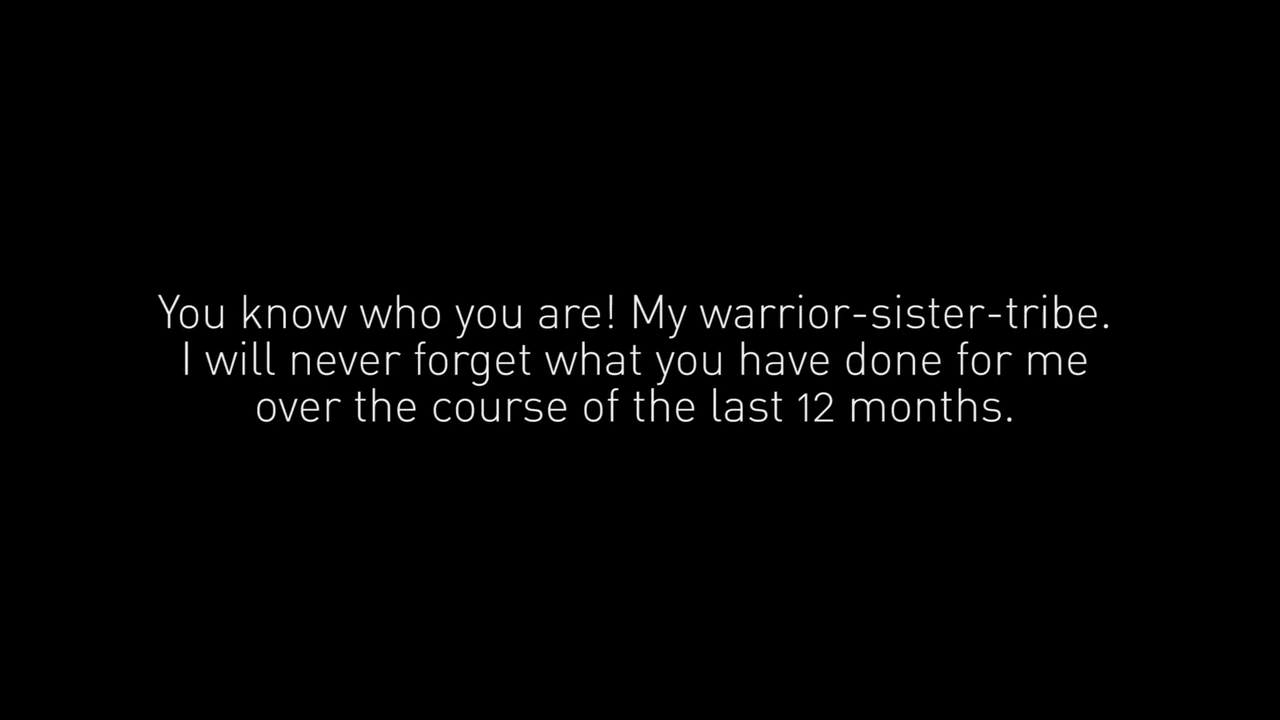 You know who you are! My warrior-sister-tribe.
I will never forget what you have done for me
over the course of the last 12 months.